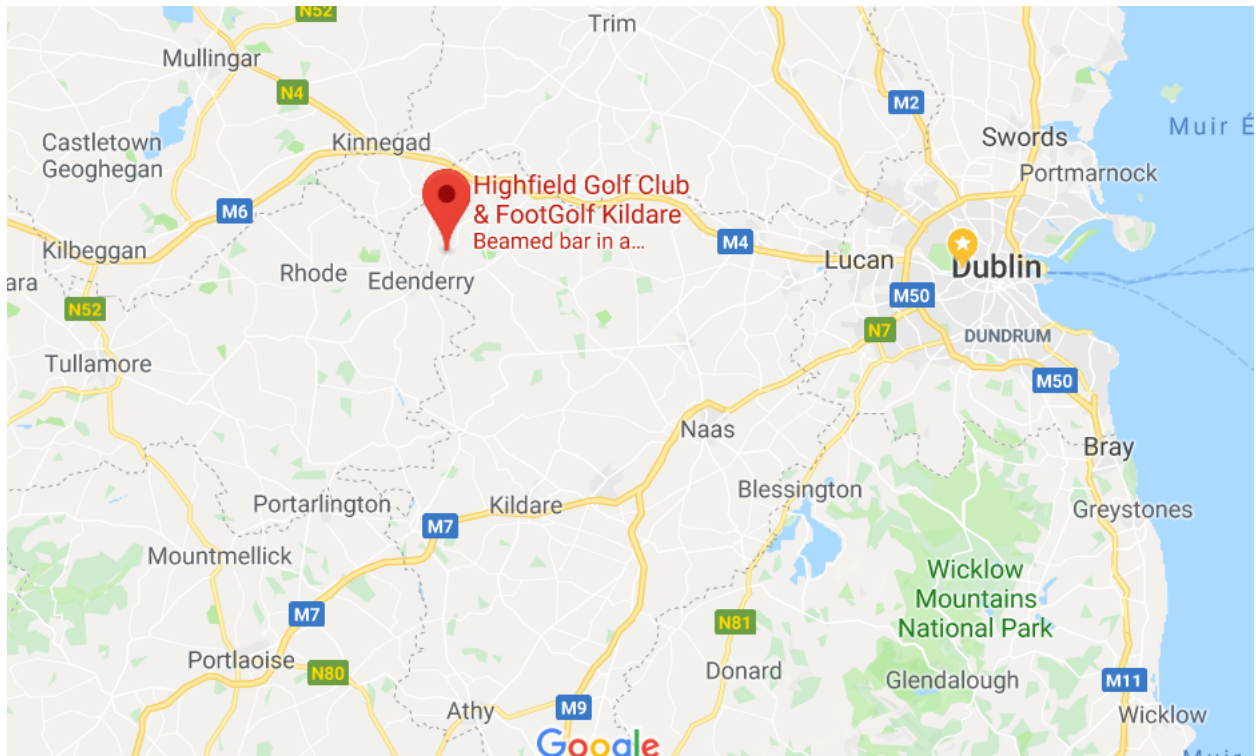 N52
Trim
Mullingar
N4
M2
Muir É
Castletown
Geoghegan
Kinnegad
Swords
Portmarnock
Highfield Golf Club
& FootGolf Kildare
Beamed bar in a...
M6
M4
Kilbeggan
Rhode
Edenderry
Lucan
Dublin
ara
N52
M50
N7
DUNDRUM
Tullamore
M50
Naas
Bray
Portarlington
Kildare
Blessington
Greystones
M7
Mountmellick
Wicklow
Mountains
National Park
M7
N81
Portlaoise
N80
Donard
Glendalough
M11
Athy
M9
Wicklow
Google
Muir